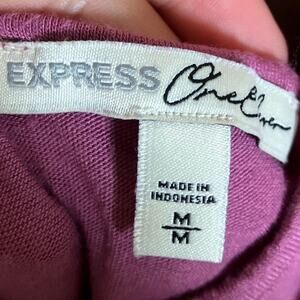 EXPRESS One Eleven
MADE IN
INDONESIA
M
M